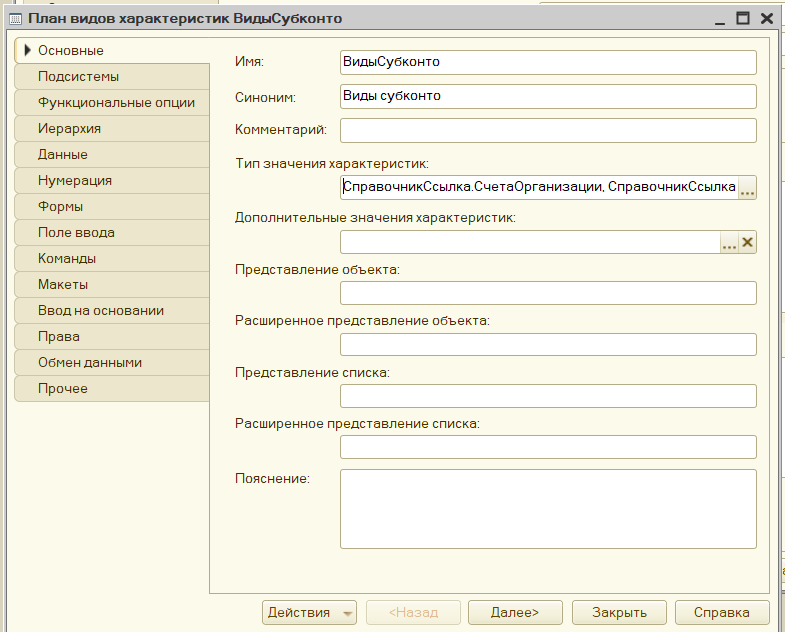 План видов характеристик ВидыСубконто
Основные
Подсистемы
Функциональные опции
Иерархия
Данные
Нумерация
Формы
Поле ввода
Команды
Макеты
Ввод на основании
Права
Обмен данными
Прочее
Имя: ВидыСубконто
Синоним: Виды субконто
Комментарий:
Тип значения характеристик:
СправочникСсылка.СчетаОрганизации, СправочникСсылка ...
Дополнительные значения характеристик:
...
Представление объекта:
Расширенное представление объекта:
Представление списка:
Расширенное представление списка:
Пояснение:
Действия <Назад Далее> Закрыть Справка